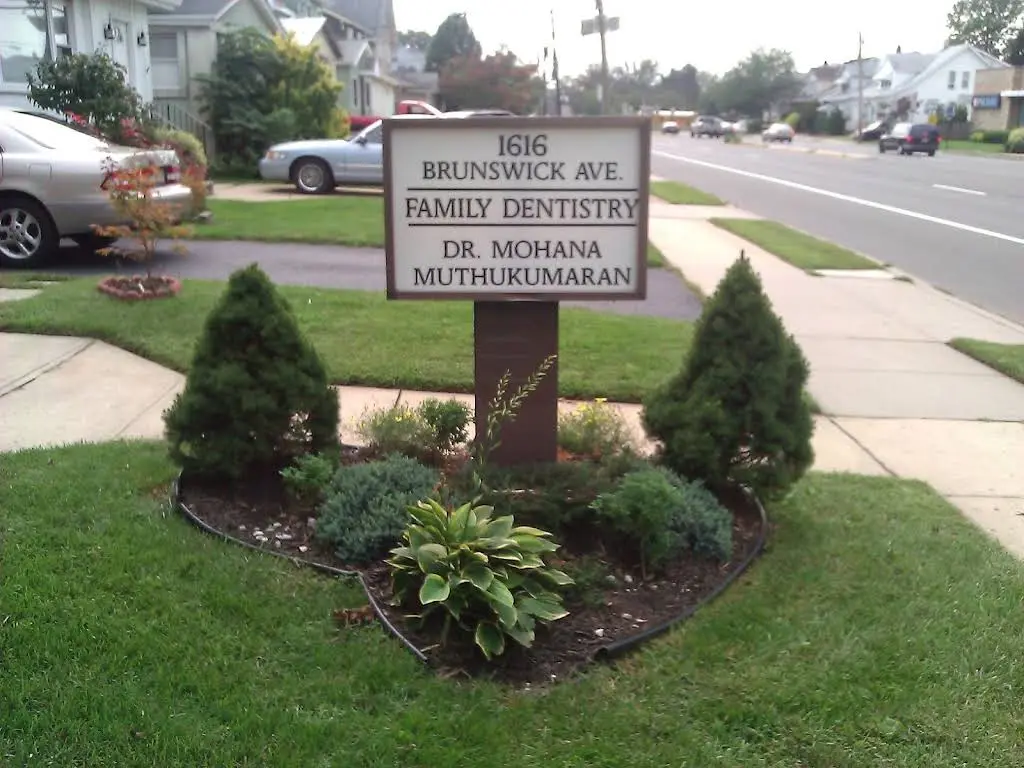 1616
BRUNSWICK AVE.
FAMILY DENTISTRY
DR. MOHANA
MUTHUKUMARAN